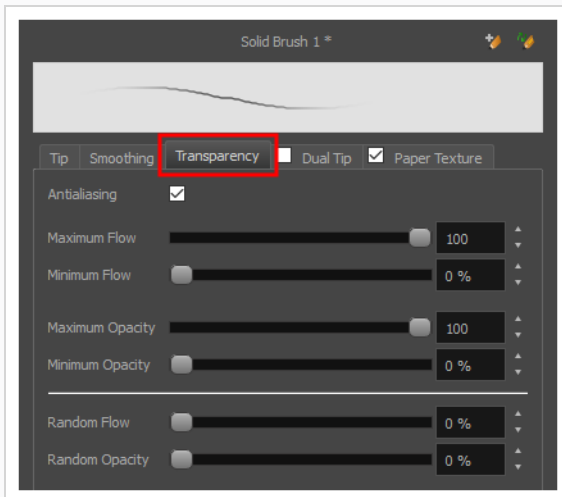 Solid Brush 1 *
Tip Smoothing Transparency Dual Tip Paper Texture
Antialiasing
Maximum Flow 100
Minimum Flow 0 %
Maximum Opacity 100
Minimum Opacity 0 %
Random Flow 0 %
Random Opacity 0 %